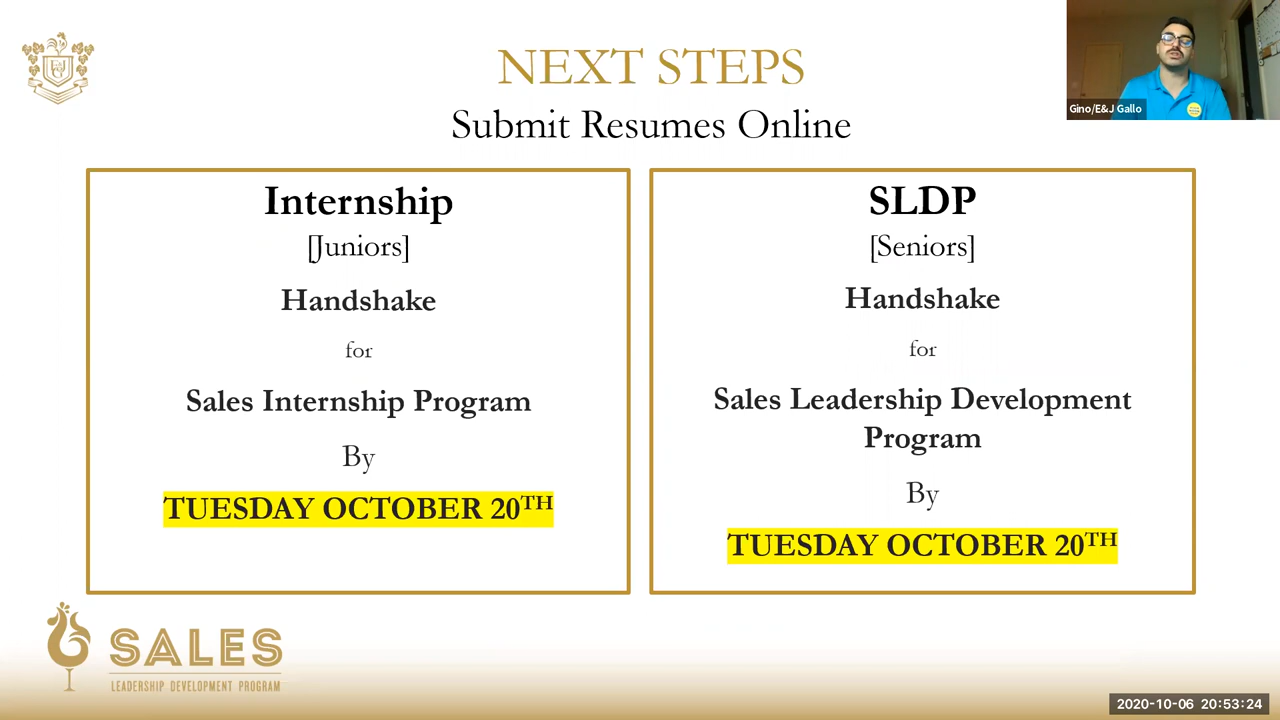 NEXT STEPS
Submit Resumes Online
Gino/E&J Gallo
Internship
[Juniors]
Handshake
for
Sales Internship Program
By
TUESDAY OCTOBER 20TH
SLDP
[Seniors]
Handshake
for
Sales Leadership Development
Program
By
TUESDAY OCTOBER 20TH
SALES
LEADERSHIP DEVELOPMENT PROGRAM
2020-10-06 20:53:24